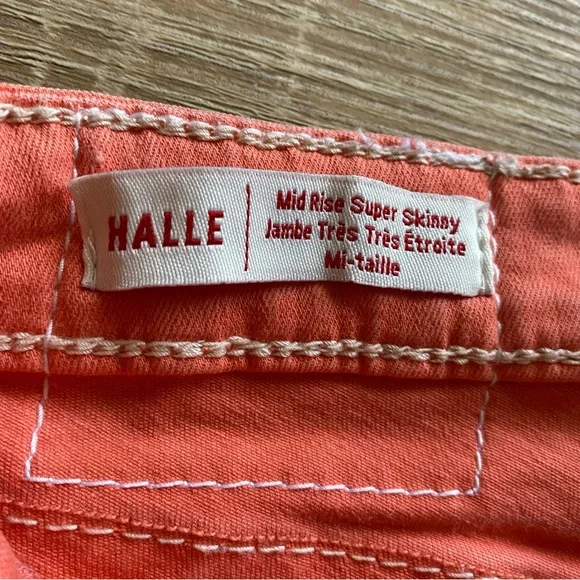 HALLE
Mid Rise Super Skinny
Jambe Très Très Étroite
Mi-taille